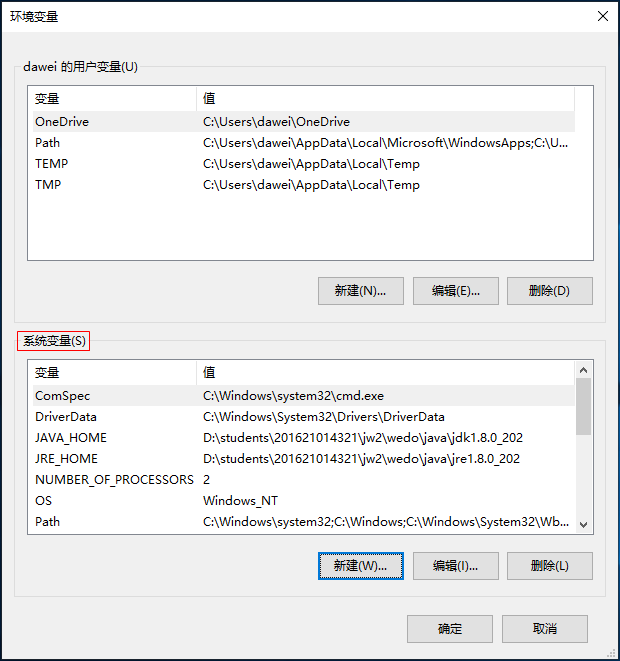 环境变量
dawei 的用户变量(U)
变量 值
OneDrive C:\Users\dawei\OneDrive
Path C:\Users\dawei\AppData\Local\Microsoft\WindowsApps;C:\U...
TEMP C:\Users\dawei\AppData\Local\Temp
TMP C:\Users\dawei\AppData\Local\Temp
新建(N)... 编辑(E)... 删除(D)
系统变量(S)
变量 值
ComSpec C:\Windows\system32\cmd.exe
DriverData C:\Windows\System32\Drivers\DriverData
JAVA_HOME D:\students\201621014321\jw2\wedo\java\jdk1.8.0_202
JRE_HOME D:\students\201621014321\jw2\wedo\java\jre1.8.0_202
NUMBER_OF_PROCESSORS 2
OS Windows_NT
Path C:\Windows\system32;C:\Windows;C:\Windows\System32\Wb...
新建(W)... 编辑(I)... 删除(L)
确定 取消